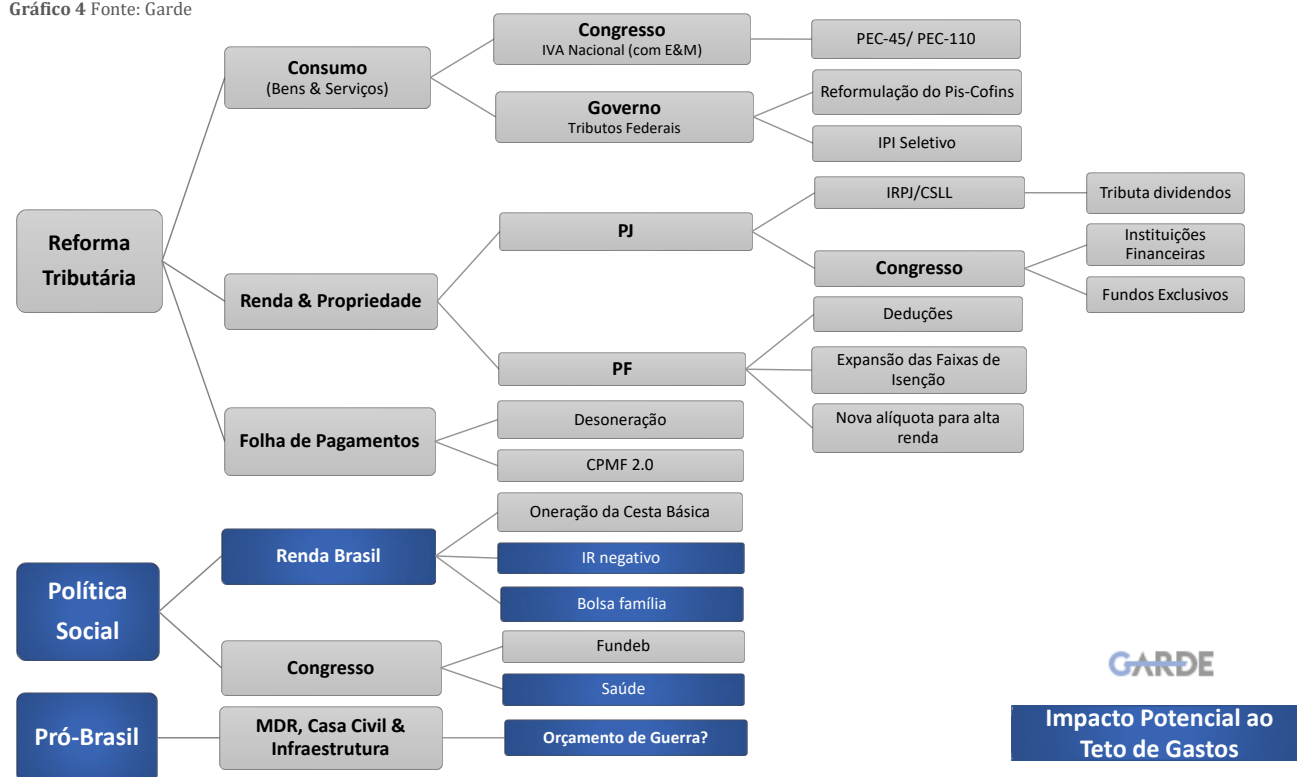 Gráfico 4 Fonte: Garde
Reforma
Tributária
Consumo
(Bens & Serviços)
Congresso
IVA Nacional (com E&M)
PEC-45/ PEC-110
Governo
Tributos Federais
Reformulação do Pis-Cofins
IPI Seletivo
Renda & Propriedade
PJ
IRPJ/CSLL
Tributa dividendos
Congresso
Instituições
Financeiras
Fundos Exclusivos
PF
Deduções
Expansão das Faixas de
Isenção
Nova alíquota para alta
renda
Folha de Pagamentos
Desoneração
CPMF 2.0
Política
Social
Renda Brasil
Oneração da Cesta Básica
IR negativo
Bolsa família
Congresso
Fundeb
Saúde
Pró-Brasil
MDR, Casa Civil &
Infraestrutura
Orçamento de Guerra?
GARDE
Impacto Potencial ao
Teto de Gastos